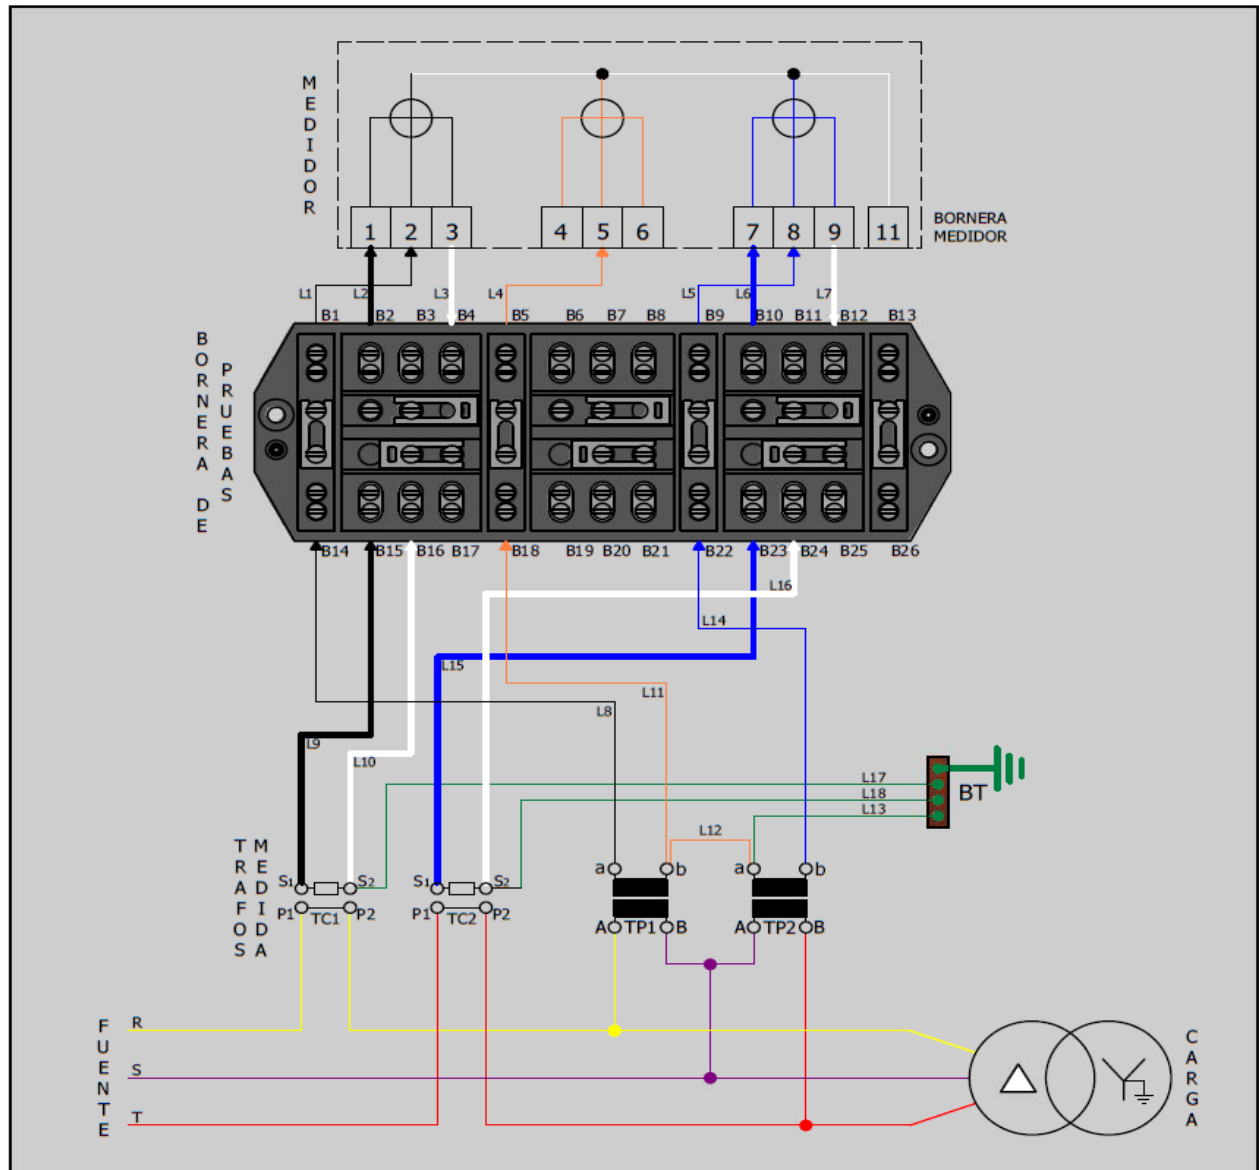 MEDIDOR
1 2 3 4 5 6 7 8 9 11
BORNERA
MEDIDOR
L1 L2 L3 L4 L5 L6 L7
B1 B2 B3 B4 B5 B6 B7 B8 B9 B10 B11 B12 B13
BORNERA DE
PRUEBAS
B14 B15 B16 B17 B18 B19 B20 B21 B22 B23 B24 B25 B26
L16
L14
L15
L11
L8
L9
L10
L17
L18
L13
BT
L12
TRAFOS
MEDIDA
S1 S2 S1 S2 a b a b
P1 TC1 P2 P1 TC2 P2 A TP1 B A TP2 B
FUENTE
R
S
T
CARGA